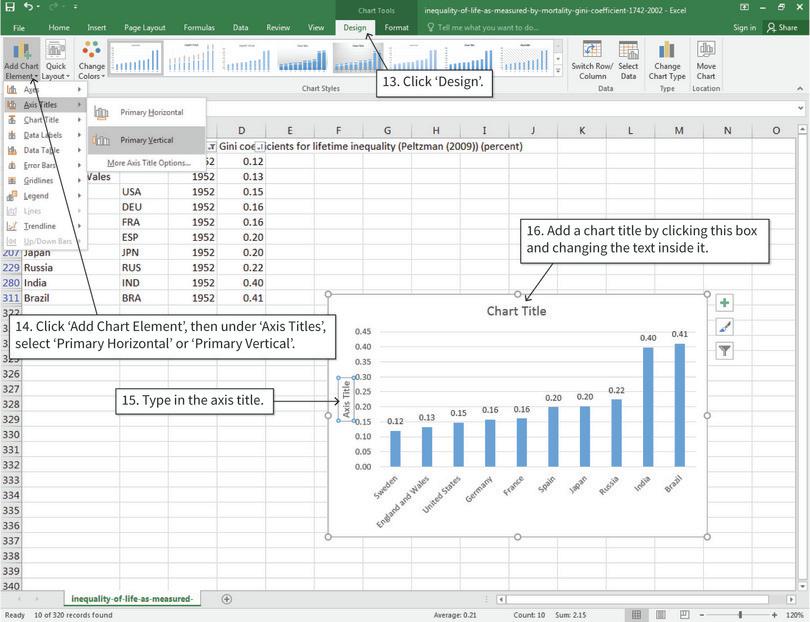 Chart Tools
inequality-of-life-as-measured-by-mortality-gini-coefficient-1742-2002 - Excel
File Home Insert Page Layout Formulas Data Review View Design Format Tell me what you want to do... Sign in Share
Add Chart Element
Quick Layout
Change Colors
Switch Row/Column
Select Data
Change Chart Type
Move Chart
Chart Styles Data Type Location
13. Click ‘Design’.
Axes
Axis Titles
Chart Title
Data Labels
Data Table
Error Bars
Gridlines
Legend
Lines
Trendline
Up/Down Bars
Primary Horizontal
Primary Vertical
More Axis Title Options...
D E F G H I J K L M N O
Gini coefficients for lifetime inequality (Peltzman (2009)) (percent)
52 0.12
Wales 1952 0.13
USA 1952 0.15
DEU 1952 0.16
FRA 1952 0.16
ESP 1952 0.20
207 Japan JPN 1952 0.20
229 Russia RUS 1952 0.22
280 India IND 1952 0.40
311 Brazil BRA 1952 0.41
16. Add a chart title by clicking this box
and changing the text inside it.
14. Click ‘Add Chart Element’, then under ‘Axis Titles’,
select ‘Primary Horizontal’ or ‘Primary Vertical’.
15. Type in the axis title.
321
322
326
327
328
329
330
331
332
333
334
335
336
337
338
339
340
Chart Title
Axis Title
0.45
0.40
0.35
0.30
0.25
0.20
0.15
0.10
0.05
0.00
0.12 0.13 0.15 0.16 0.16 0.20 0.20 0.22 0.40 0.41
Sweden
England and Wales
United States
Germany
France
Spain
Japan
Russia
India
Brazil
inequality-of-life-as-measured-
Ready 10 of 320 records found Average: 0.21 Count: 10 Sum: 2.15 120%